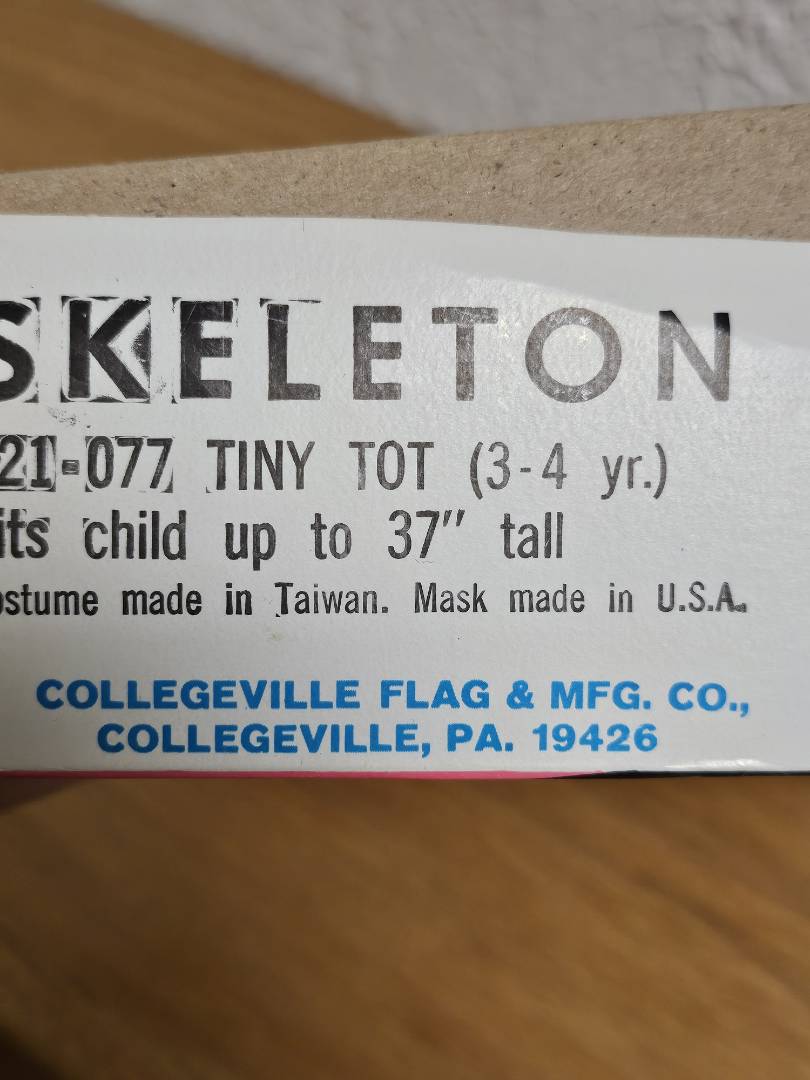 SKELETON
21-077 TINY TOT (3-4 yr.)
its child up to 37" tall
ostume made in Taiwan. Mask made in U.S.A.
COLLEGEVILLE FLAG & MFG. CO.,
COLLEGEVILLE, PA. 19426